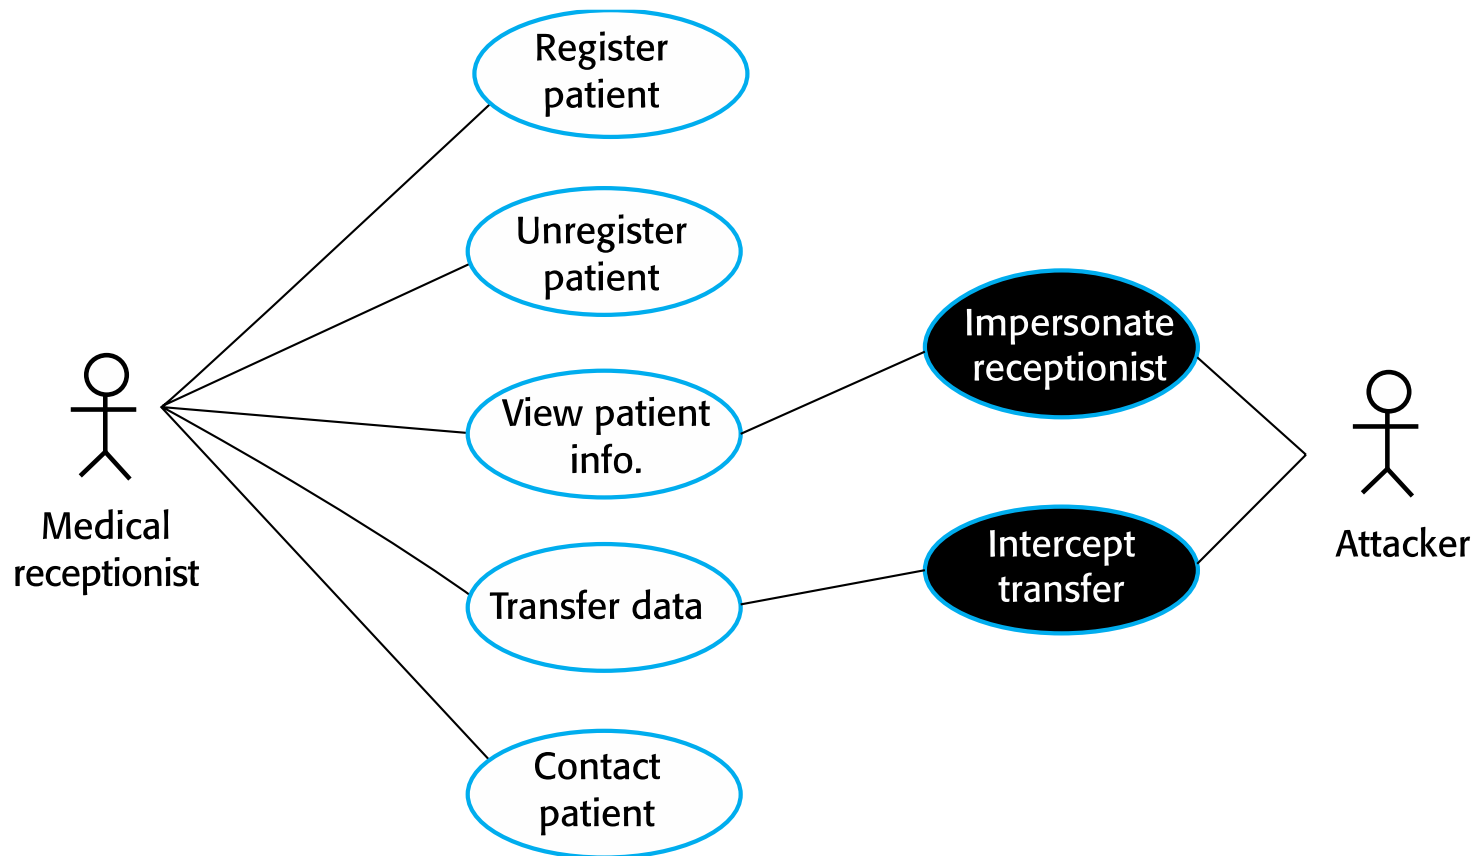 Register
patient
Unregister
patient
View patient
info.
Transfer data
Contact
patient
Impersonate
receptionist
Intercept
transfer
Medical
receptionist
Attacker